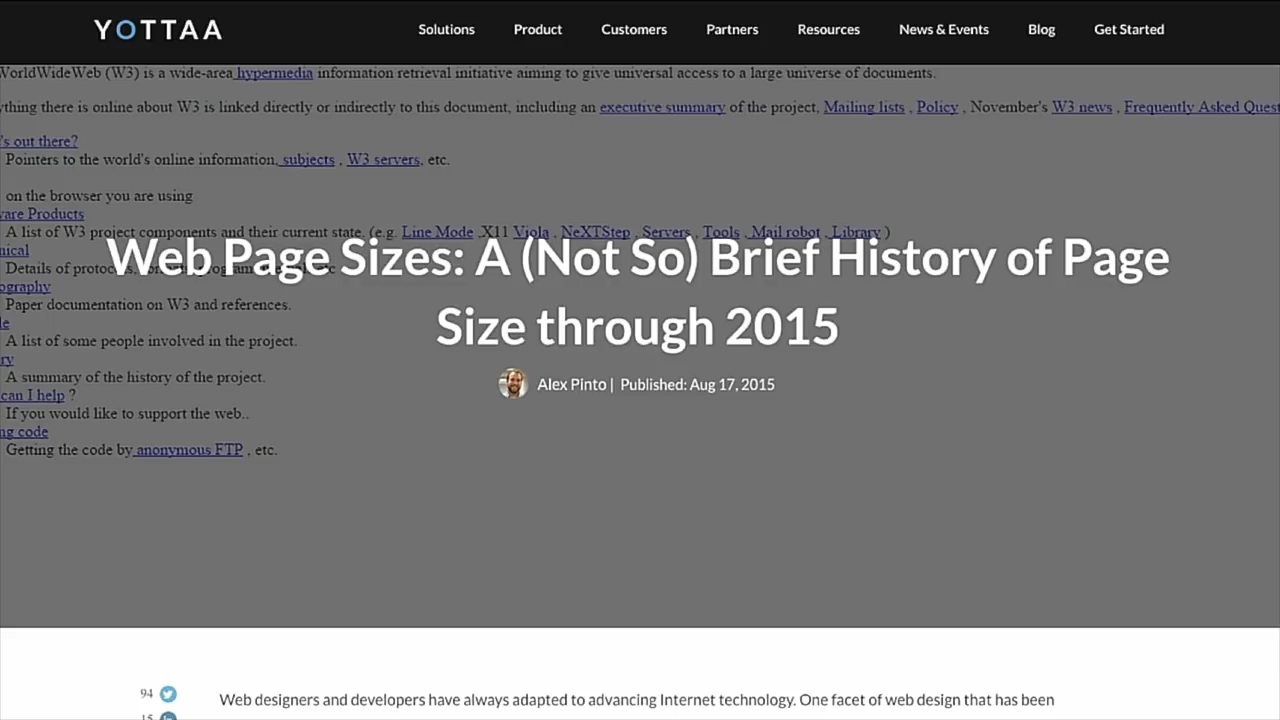 YOTTAA
Solutions Product Customers Partners Resources News & Events Blog Get Started
WorldWideWeb (W3) is a wide-area hypermedia information retrieval initiative aiming to give universal access to a large universe of documents.
ything there is online about W3 is linked directly or indirectly to this document, including an executive summary of the project, Mailing lists , Policy , November's W3 news , Frequently Asked Quest
's out there?
Pointers to the world's online information, subjects , W3 servers, etc.
on the browser you are using
ware Products
A list of W3 project components and their current state. (e.g. Line Mode ,X11 Viola , NeXTStep , Servers , Tools , Mail robot , Library )
nical
Web Page Sizes: A (Not So) Brief History of Page
Details of
ography
Paper documentation on W3 and references.
le
Size through 2015
A list of some people involved in the project.
ry
A summary of the history of the project.
Alex Pinto | Published: Aug 17, 2015
can I help ?
If you would like to support the web..
ng code
Getting the code by anonymous FTP , etc.
94
Web designers and developers have always adapted to advancing Internet technology. One facet of web design that has been
15